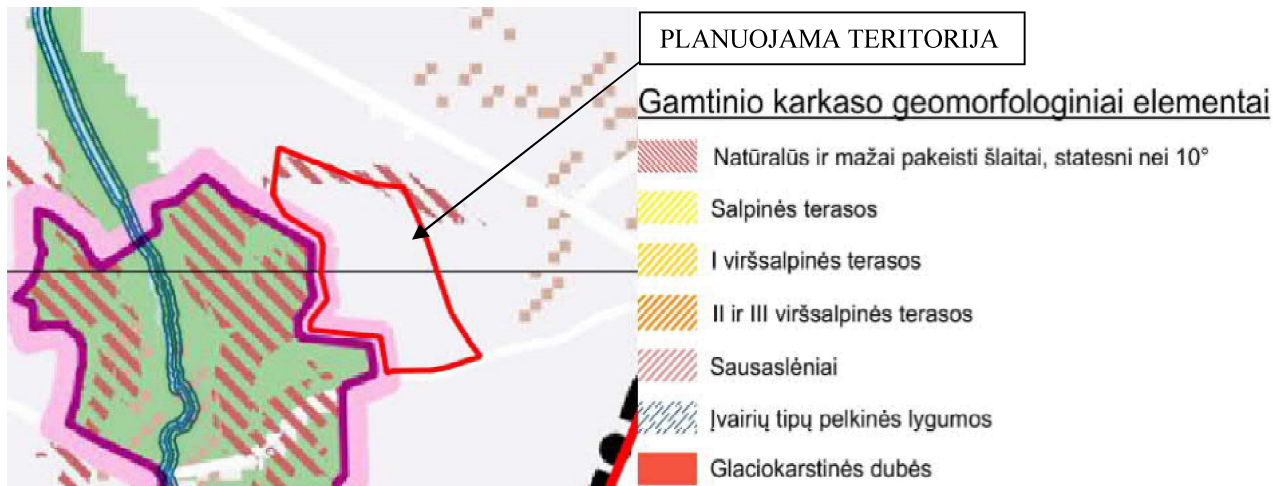 PLANUOJAMA TERITORIJA
Gamtinio karkaso geomorfologiniai elementai
Natūralūs ir mažai pakeisti šlaitai, statesni nei 10°
Salpinės terasos
I viršsalpinės terasos
II ir III viršsalpinės terasos
Sausaslėniai
Įvairių tipų pelkinės lygumos
Glaciokarstinės dubės